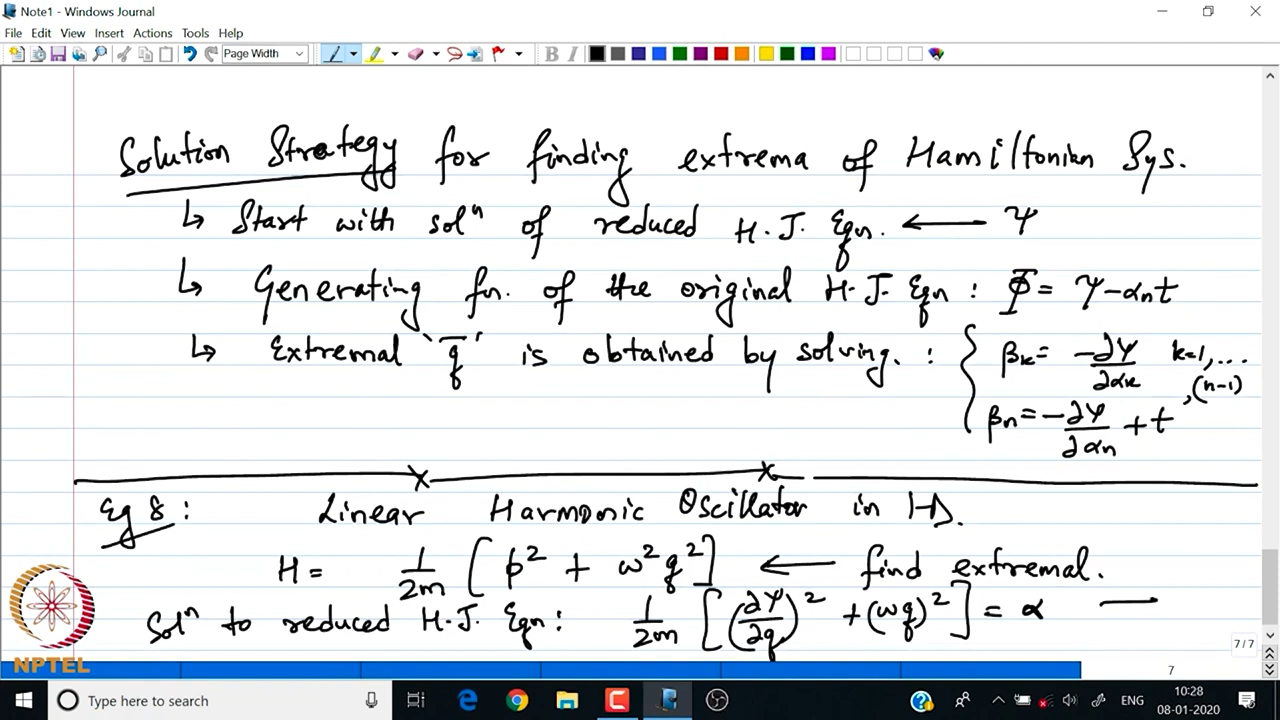 Note1 - Windows Journal
File Edit View Insert Actions Tools Help
Page Width
B I
Solution Strategy for finding extrema of Hamiltonian Sys.
↳ Start with solⁿ of reduced H.J. Eqn. ← Ψ
↳ Generating fn. of the original H.J. Eqn : Φ = Ψ - αₙt
↳ Extremal 'q̄' is obtained by solving. : { βₖ = -∂Ψ/∂αₖ k=1,... ,(n-1)
βₙ = -∂Ψ/∂αₙ + t
Eg 8 : Linear Harmonic Oscillator in 1-D.
H = 1/2m [p² + ω²q²] ← find extremal.
Solⁿ to reduced H.J. Eqn : 1/2m [(∂Ψ/∂q)² + (ωq)²] = α —
NPTEL
7/7
7
Type here to search
ENG
10:28
08-01-2020